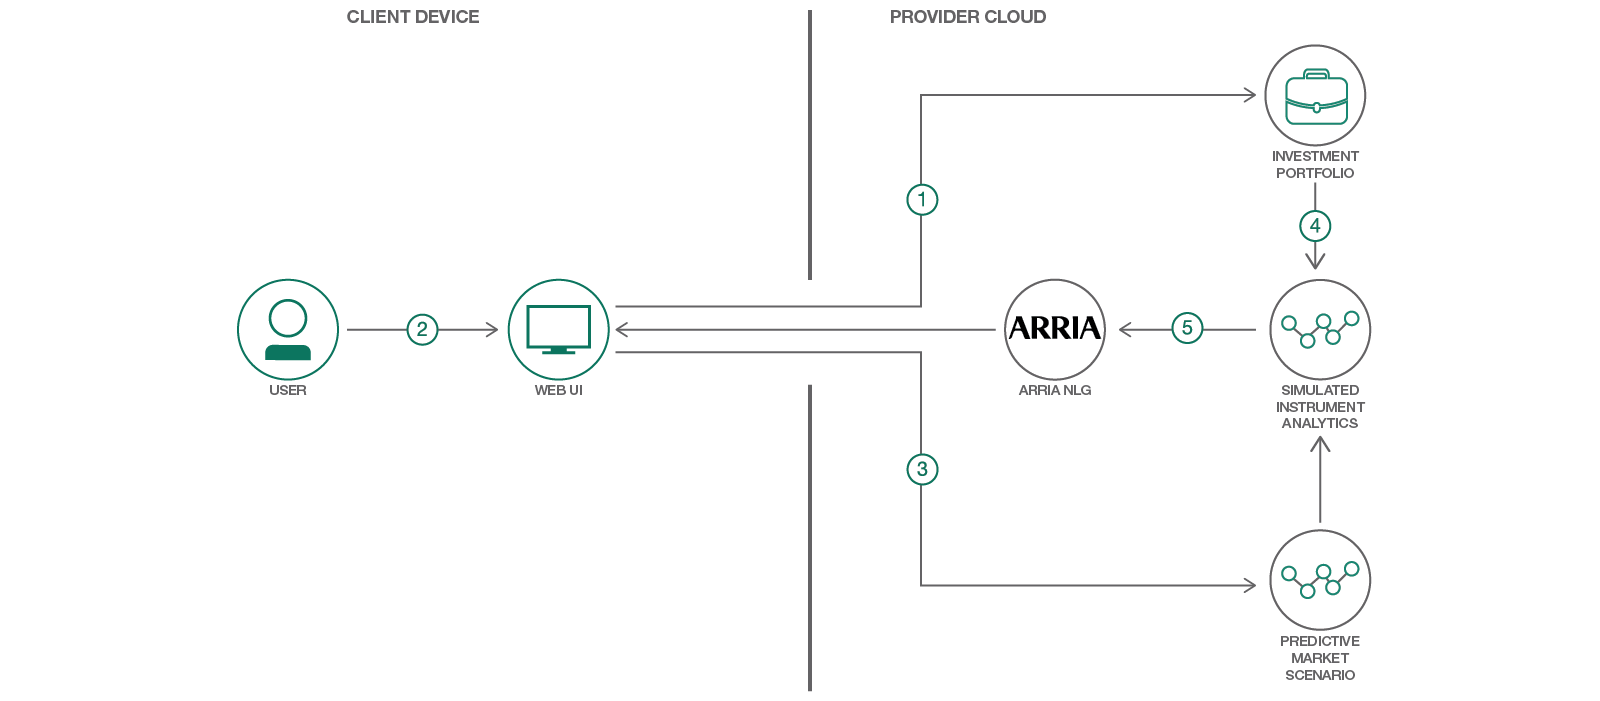 CLIENT DEVICE
PROVIDER CLOUD
INVESTMENT
PORTFOLIO
1
4
2
USER
WEB UI
ARRIA
ARRIA NLG
5
SIMULATED
INSTRUMENT
ANALYTICS
3
PREDICTIVE
MARKET
SCENARIO